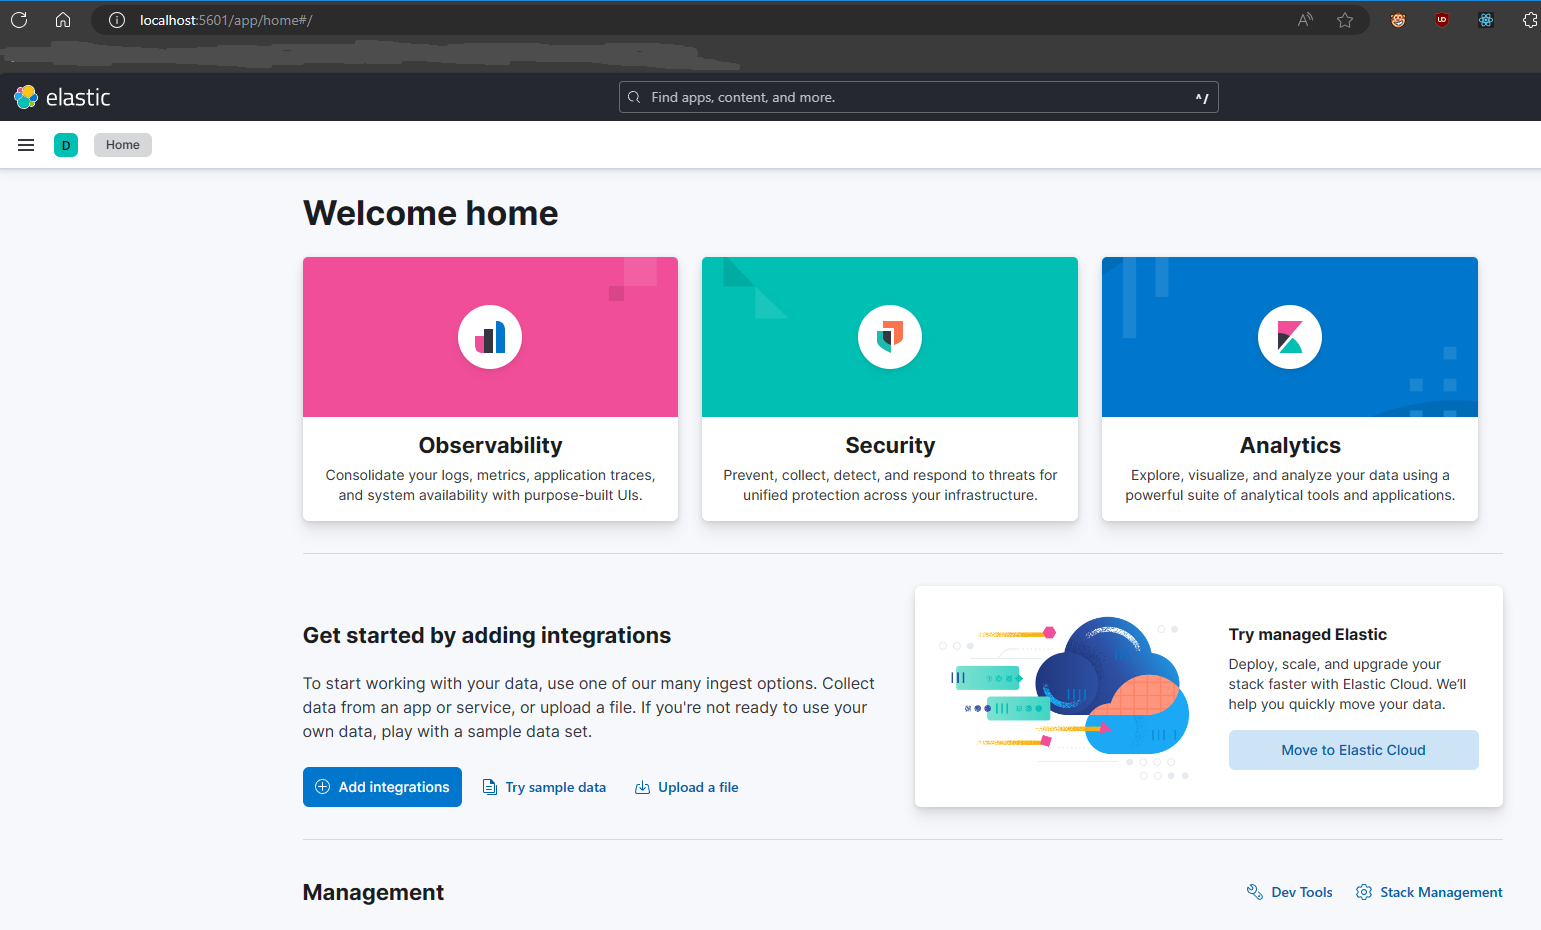 localhost:5601/app/home#/
elastic
Find apps, content, and more.
^/
D
Home
Welcome home
Observability
Consolidate your logs, metrics, application traces,
and system availability with purpose-built UIs.
Security
Prevent, collect, detect, and respond to threats for
unified protection across your infrastructure.
Analytics
Explore, visualize, and analyze your data using a
powerful suite of analytical tools and applications.
Get started by adding integrations
To start working with your data, use one of our many ingest options. Collect
data from an app or service, or upload a file. If you're not ready to use your
own data, play with a sample data set.
Add integrations
Try sample data
Upload a file
Try managed Elastic
Deploy, scale, and upgrade your
stack faster with Elastic Cloud. We’ll
help you quickly move your data.
Move to Elastic Cloud
Management
Dev Tools
Stack Management